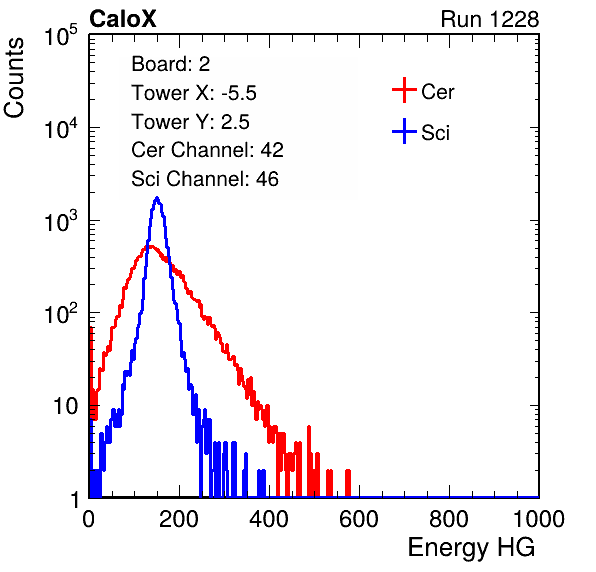 CaloX Run 1228
Counts
Board: 2
Tower X: -5.5
Tower Y: 2.5
Cer Channel: 42
Sci Channel: 46
Cer
Sci
10^5
10^4
10^3
10^2
10
1
0 200 400 600 800 1000
Energy HG